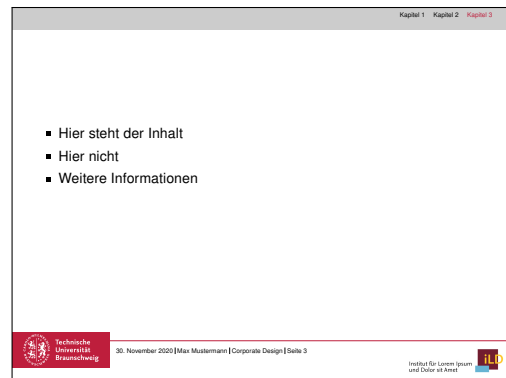 Kapitel 1 Kapitel 2 Kapitel 3
Hier steht der Inhalt
Hier nicht
Weitere Informationen
Technische
Universität
Braunschweig
30. November 2020 | Max Mustermann | Corporate Design | Seite 3
Institut für Lorem Ipsum
und Dolor sit Amet
iLD